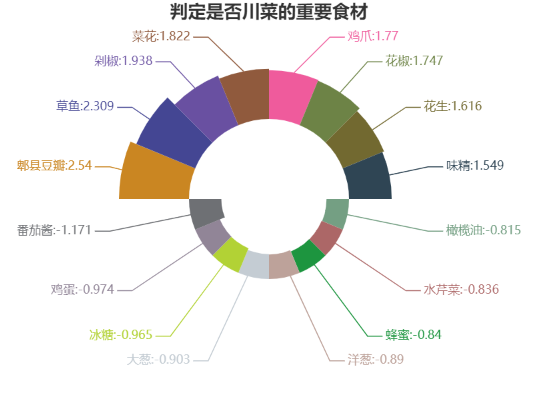 判定是否川菜的重要食材
菜花:1.822
鸡爪:1.77
剁椒:1.938
花椒:1.747
草鱼:2.309
花生:1.616
郫县豆瓣:2.54
味精:1.549
番茄酱:-1.171
橄榄油:-0.815
鸡蛋:-0.974
水芹菜:-0.836
冰糖:-0.965
蜂蜜:-0.84
大葱:-0.903
洋葱:-0.89